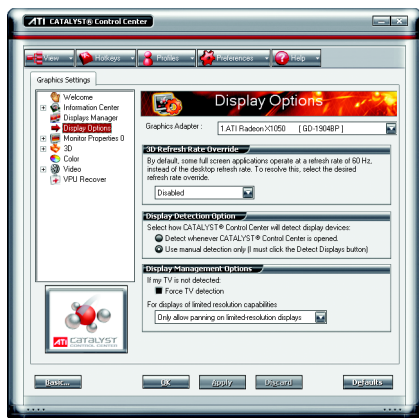 ATI CATALYST® Control Center
View
Hotkeys
Profiles
Preferences
Help
Graphics Settings
Welcome
Information Center
Displays Manager
Display Options
Monitor Properties 0
3D
Color
Video
VPU Recover
Display Options
Graphics Adapter :
1 ATI Radeon X1050 [ GD-1904BP ]
3D Refresh Rate Override
By default, some full screen applications operate at a refresh rate of 60 Hz,
instead of the desktop refresh rate. To resolve this, select the desired
refresh rate override.
Disabled
Display Detection Option
Select how CATALYST® Control Center will detect display devices:
Detect whenever CATALYST® Control Center is opened.
Use manual detection only (I must click the Detect Displays button)
Display Management Options
If my TV is not detected:
Force TV detection
For displays of limited resolution capabilities
Only allow panning on limited-resolution displays
ATI CATALYST
CONTROL CENTER
Basic...
OK
Apply
Discard
Defaults